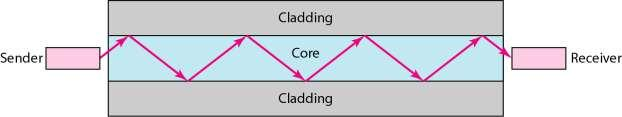 Cladding
Sender
Core
Receiver
Cladding